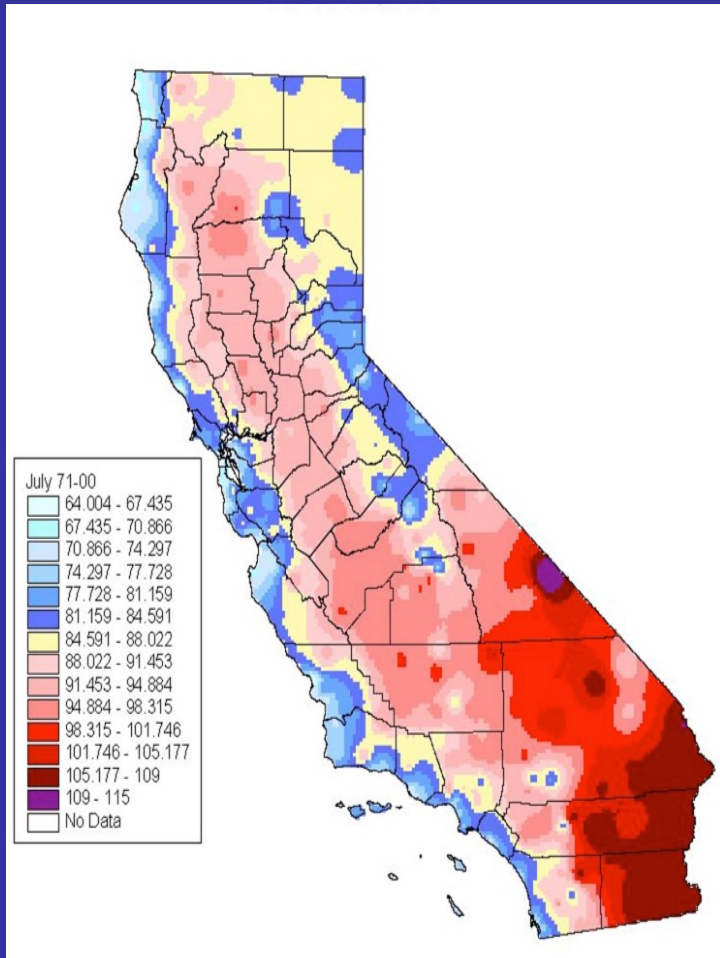 July 71-00
64.004 - 67.435
67.435 - 70.866
70.866 - 74.297
74.297 - 77.728
77.728 - 81.159
81.159 - 84.591
84.591 - 88.022
88.022 - 91.453
91.453 - 94.884
94.884 - 98.315
98.315 - 101.746
101.746 - 105.177
105.177 - 109
109 - 115
No Data